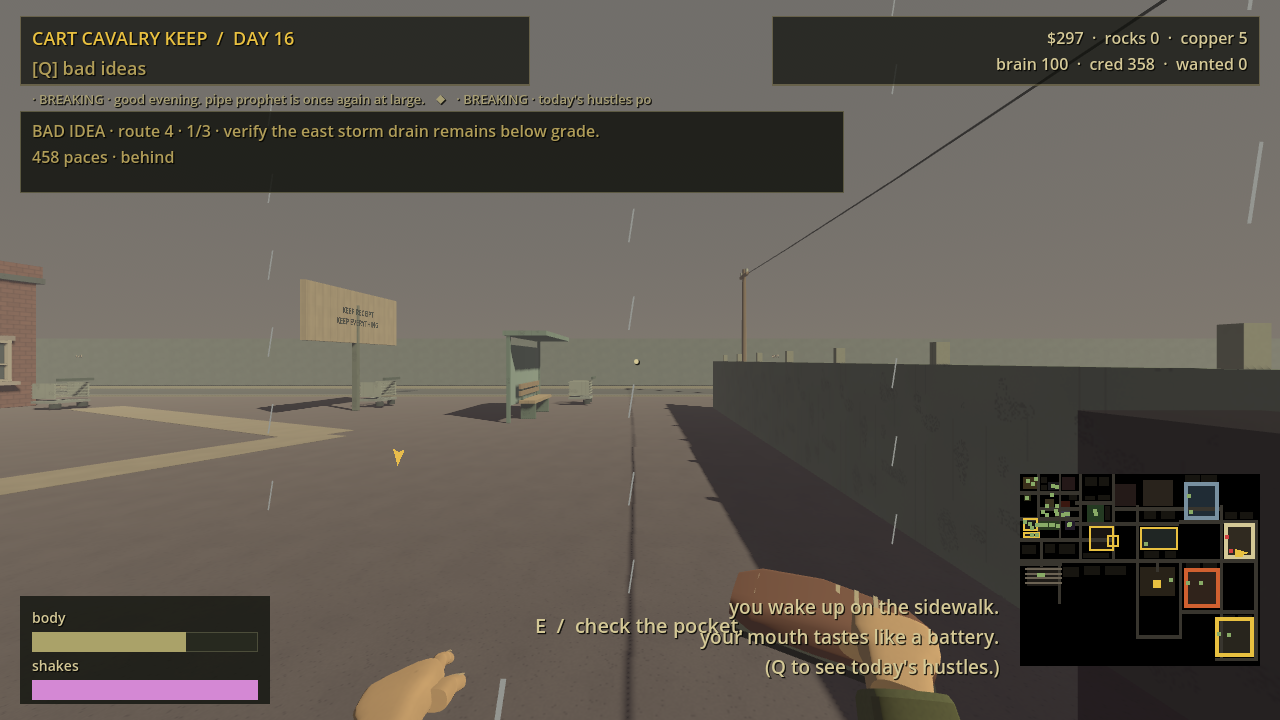 CART CAVALRY KEEP / DAY 16
[Q] bad ideas
$297 · rocks 0 · copper 5
brain 100 · cred 358 · wanted 0
· BREAKING · good evening. pipe prophet is once again at large. ◆ · BREAKING · today's hustles po
BAD IDEA · route 4 · 1/3 · verify the east storm drain remains below grade.
458 paces · behind
KEEP RECEIPT
KEEP EVERYTHING
you wake up on the sidewalk.
E / check the pocket.
your mouth tastes like a battery.
(Q to see today's hustles.)
body
shakes